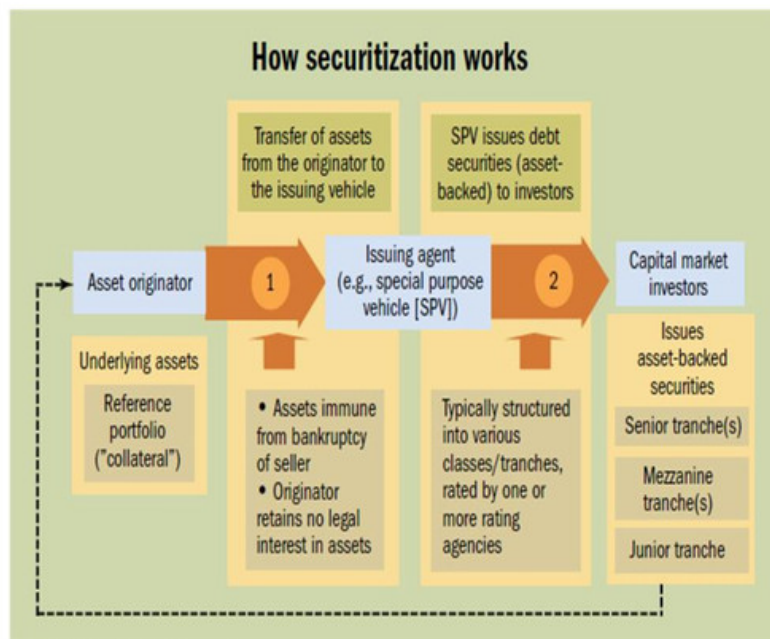 How securitization works
Transfer of assets
from the originator to
the issuing vehicle
SPV issues debt
securities (asset-
backed) to investors
Asset originator
1
Issuing agent
(e.g., special purpose
vehicle [SPV])
2
Capital market
investors
Underlying assets
Reference
portfolio
("collateral")
• Assets immune
from bankruptcy
of seller
• Originator
retains no legal
interest in assets
Typically structured
into various
classes/tranches,
rated by one or
more rating
agencies
Issues
asset-backed
securities
Senior tranche(s)
Mezzanine
tranche(s)
Junior tranche